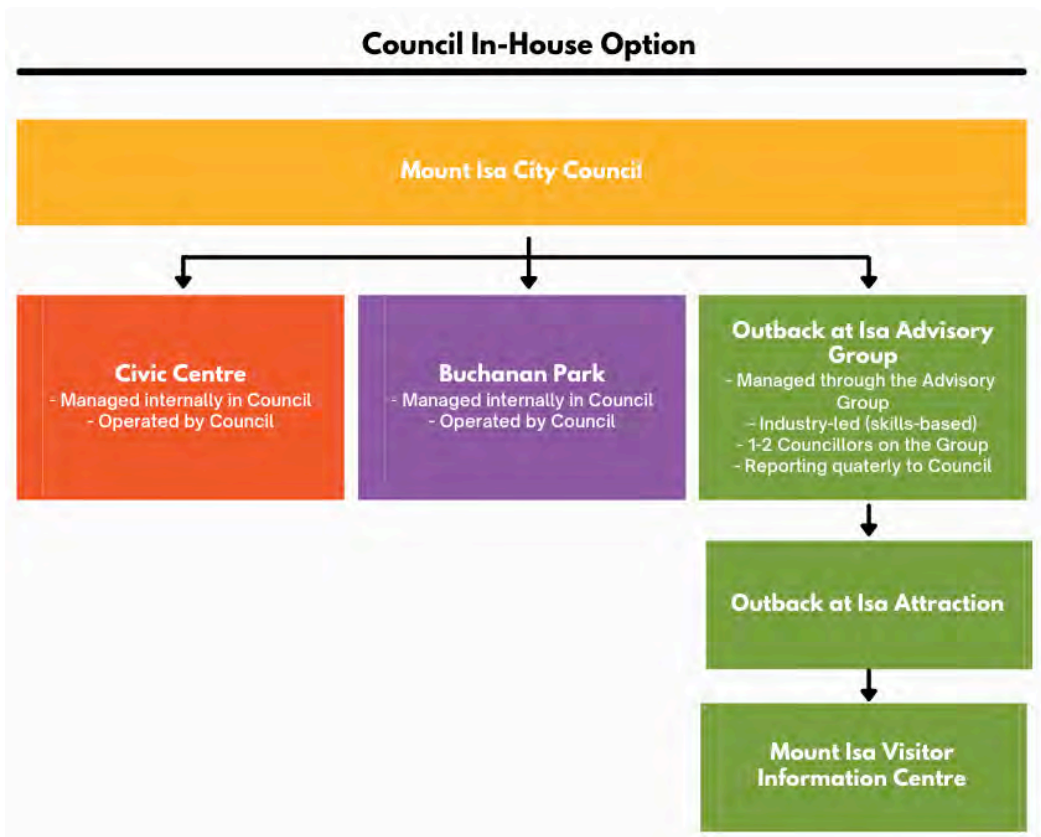 Council In-House Option
Mount Isa City Council
Civic Centre
- Managed internally in Council
- Operated by Council
Buchanan Park
- Managed internally in Council
- Operated by Council
Outback at Isa Advisory
Group
- Managed through the Advisory
Group
- Industry-led (skills-based)
- 1-2 Councillors on the Group
- Reporting quaterly to Council
Outback at Isa Attraction
Mount Isa Visitor
Information Centre